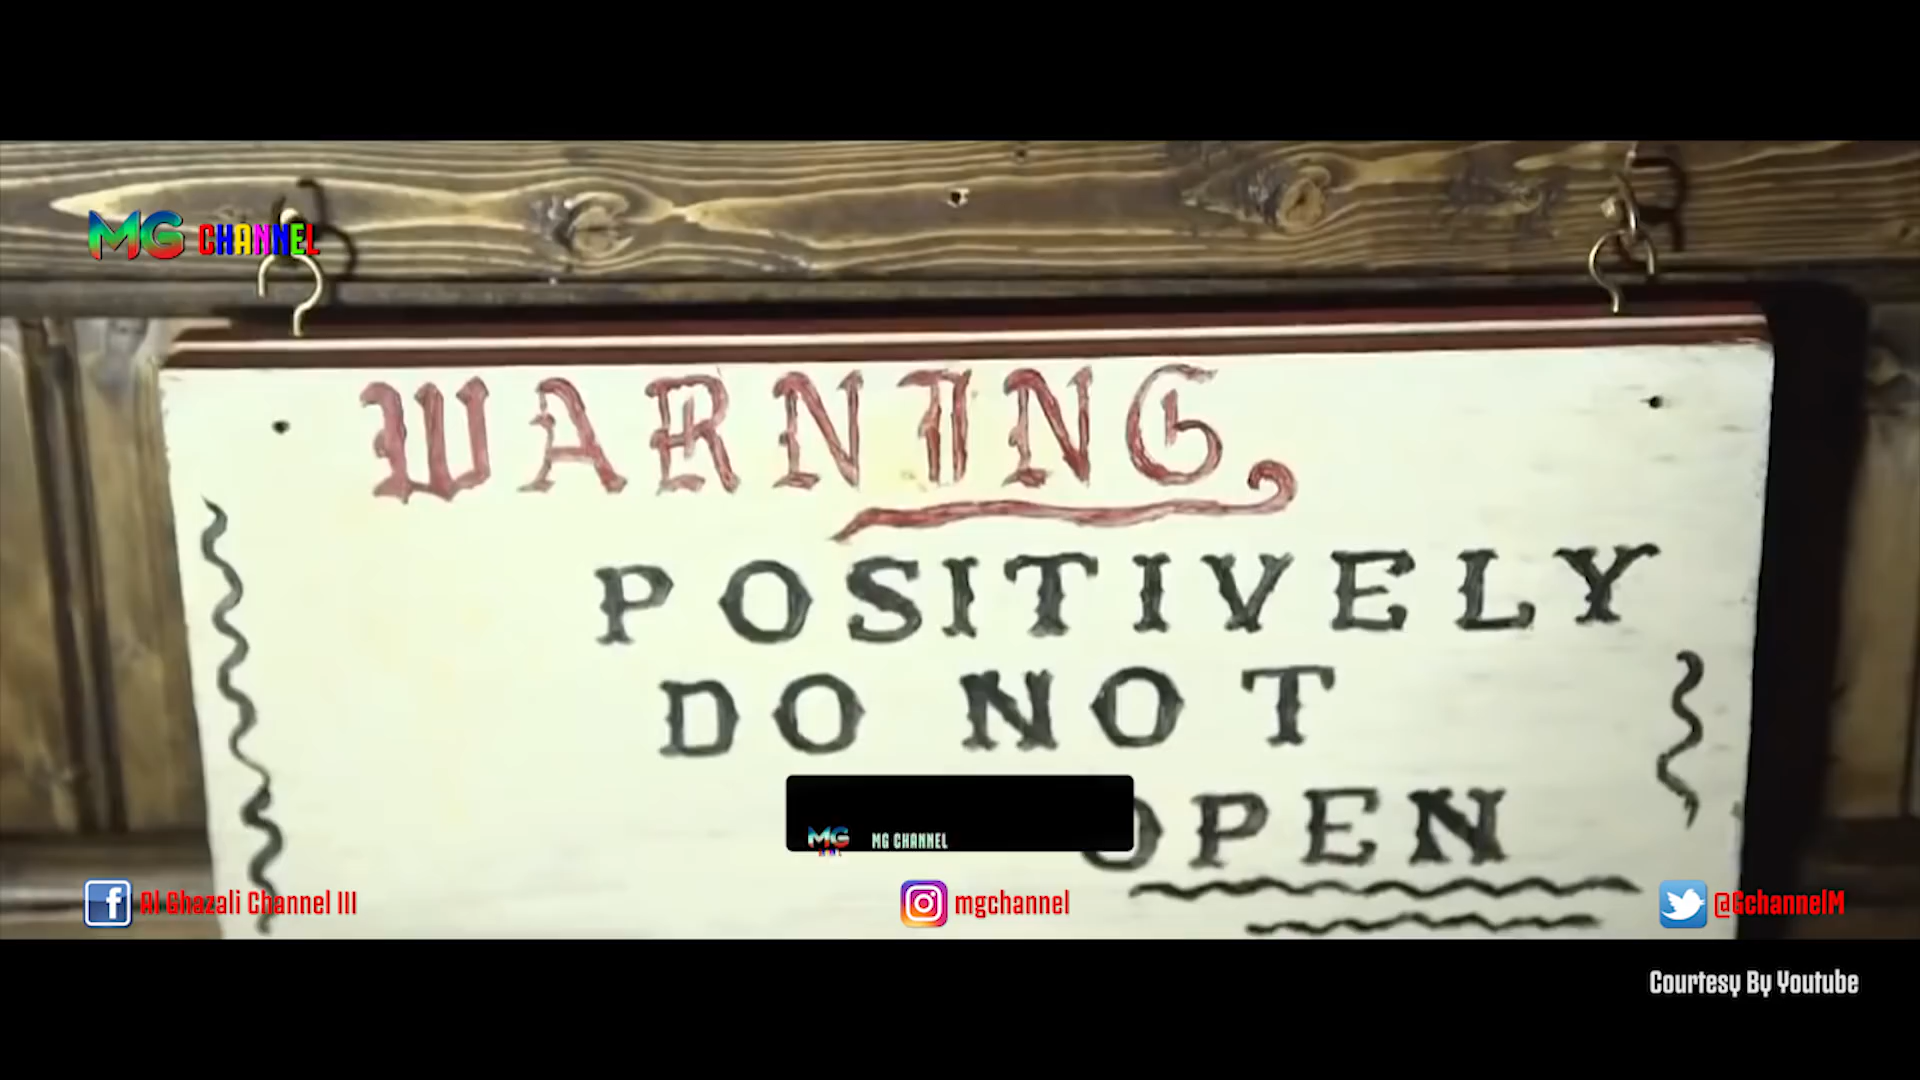 MG CHANNEL
WARNING
POSITIVELY
DO NOT
OPEN
MG CHANNEL
Al Ghazali Channel III
mgchannel
@GchannelM
Courtesy By Youtube